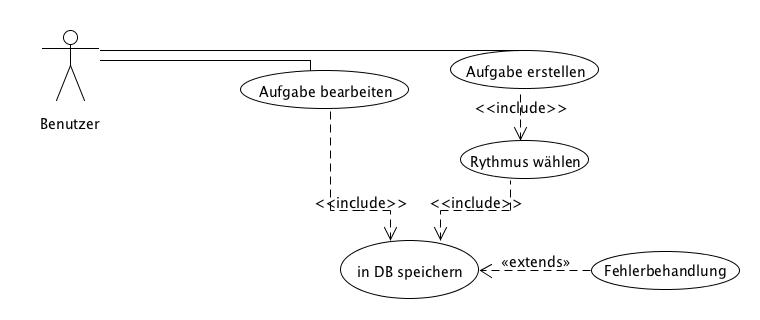 Aufgabe erstellen
Aufgabe bearbeiten
<<include>>
Benutzer
Rythmus wählen
<<include>>
<<include>>
«extends»
in DB speichern
Fehlerbehandlung